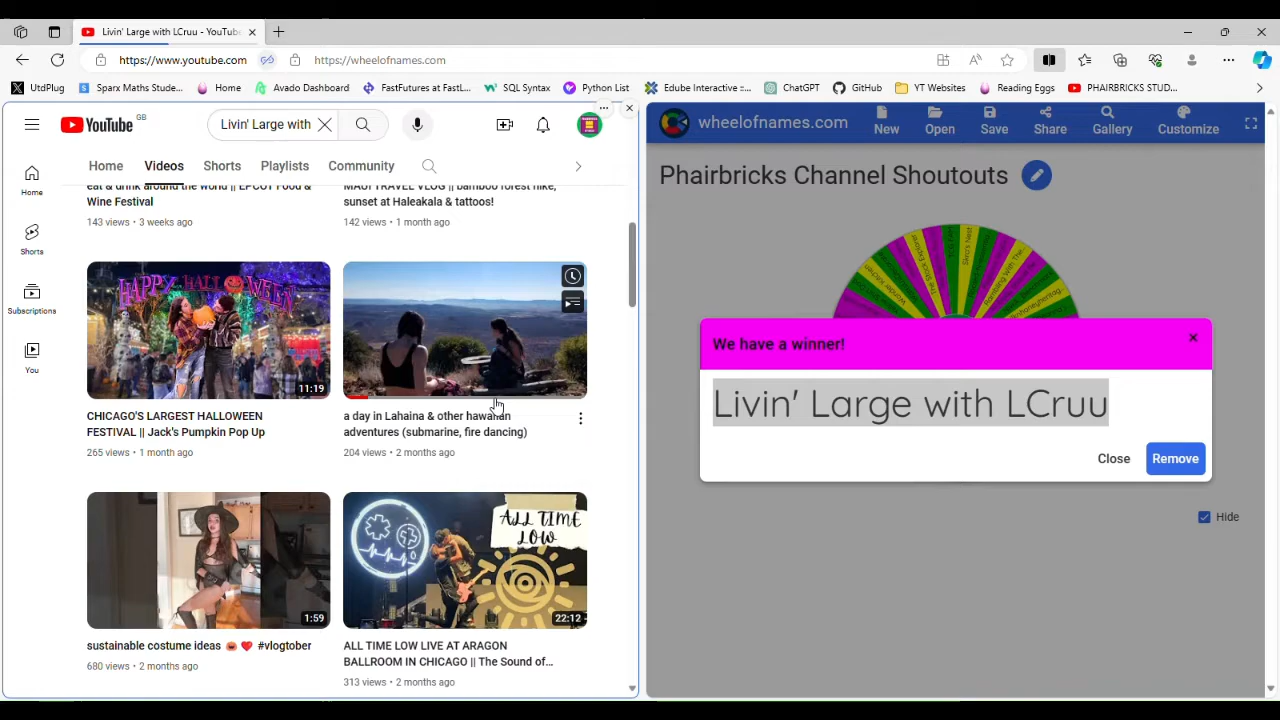 Livin' Large with LCruu - YouTube
https://www.youtube.com
https://wheelofnames.com
UtdPlug
Sparx Maths Stude...
Home
Avado Dashboard
FastFutures at FastL...
SQL Syntax
Python List
Edube Interactive ::...
ChatGPT
GitHub
YT Websites
Reading Eggs
PHAIRBRICKS STUD...
YouTube GB
Livin' Large with
Home
Videos
Shorts
Playlists
Community
Home
Shorts
Subscriptions
You
eat & drink around the world || EPCOT Food &
Wine Festival
143 views • 3 weeks ago
MAUI TRAVEL VLOG || bamboo forest hike,
sunset at Haleakala & tattoos!
142 views • 1 month ago
HAPPY HALLOWEEN
11:19
CHICAGO'S LARGEST HALLOWEEN
FESTIVAL || Jack's Pumpkin Pop Up
265 views • 1 month ago
a day in Lahaina & other hawaiian
adventures (submarine, fire dancing)
204 views • 2 months ago
1:59
sustainable costume ideas 🎃 ❤️ #vlogtober
680 views • 2 months ago
ALL TIME
LOW
22:12
ALL TIME LOW LIVE AT ARAGON
BALLROOM IN CHICAGO || The Sound of...
313 views • 2 months ago
wheelofnames.com
New
Open
Save
Share
Gallery
Customize
Phairbricks Channel Shoutouts
We have a winner!
×
Livin' Large with LCruu
Close
Remove
Hide